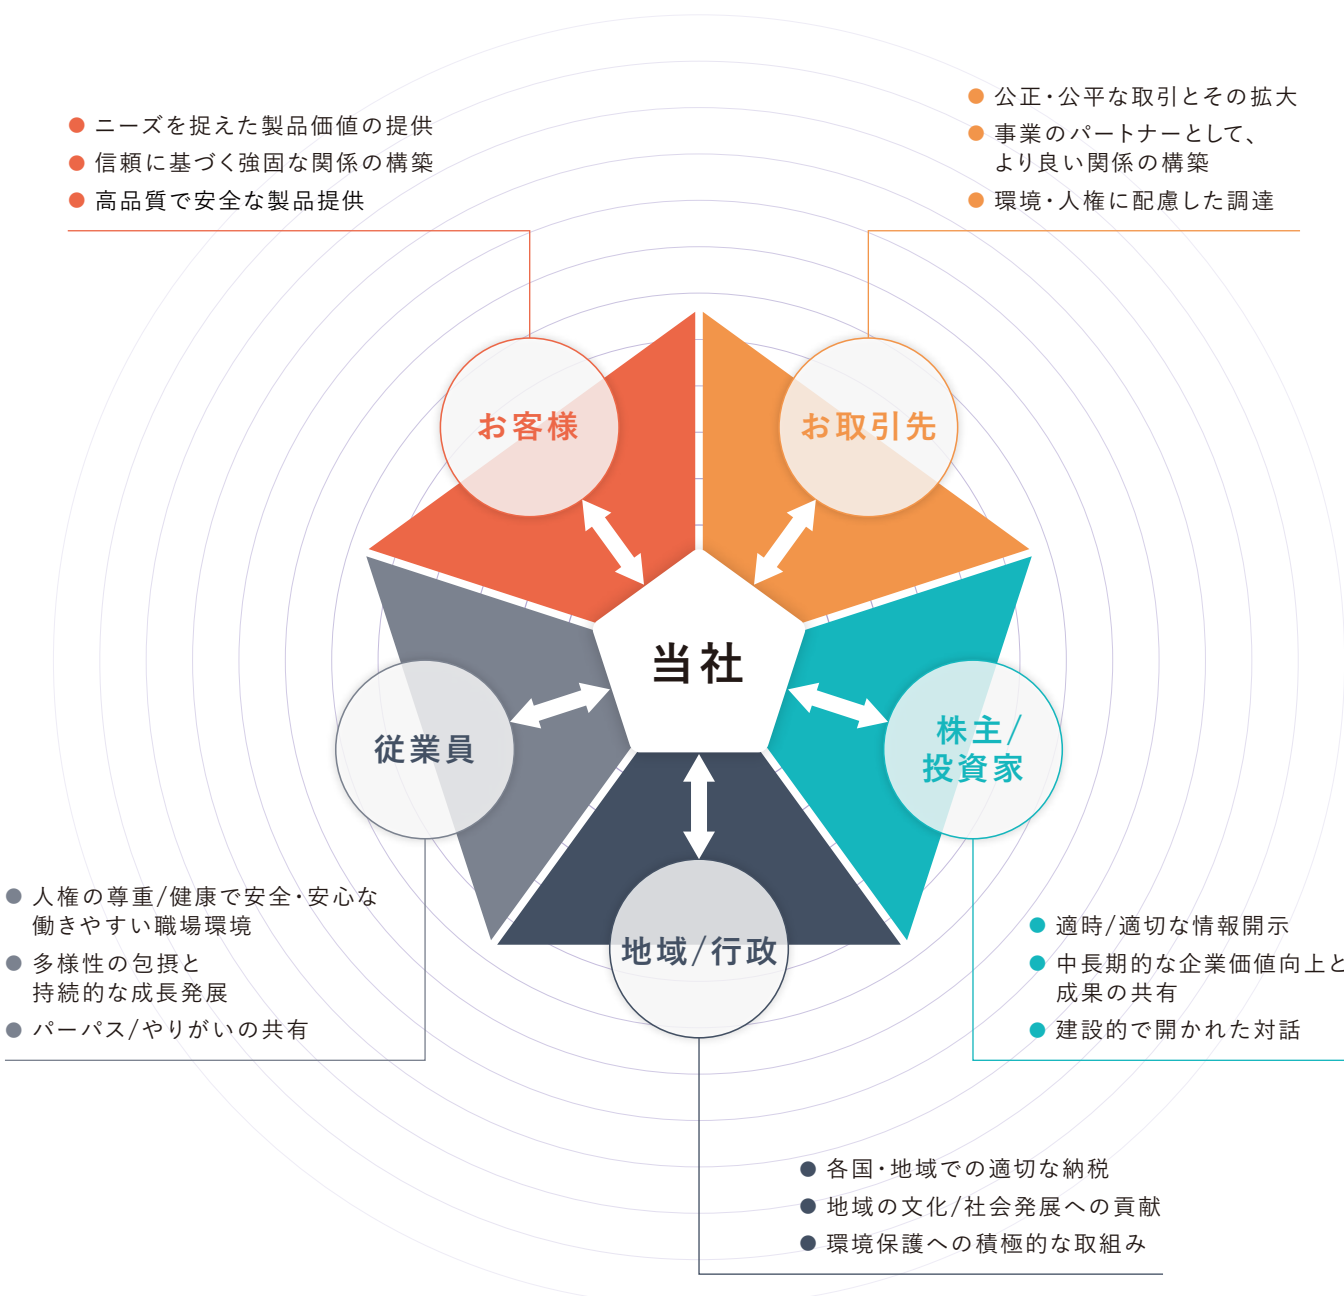 ニーズを捉えた製品価値の提供
信頼に基づく強固な関係の構築
高品質で安全な製品提供
公正・公平な取引とその拡大
事業のパートナーとして、
より良い関係の構築
環境・人権に配慮した調達
お客様
お取引先
当社
従業員
株主/
投資家
地域/行政
人権の尊重/健康で安全・安心な
働きやすい職場環境
多様性の包摂と
持続的な成長発展
パーパス/やりがいの共有
適時/適切な情報開示
中長期的な企業価値向上と
成果の共有
建設的で開かれた対話
各国・地域での適切な納税
地域の文化/社会発展への貢献
環境保護への積極的な取組み